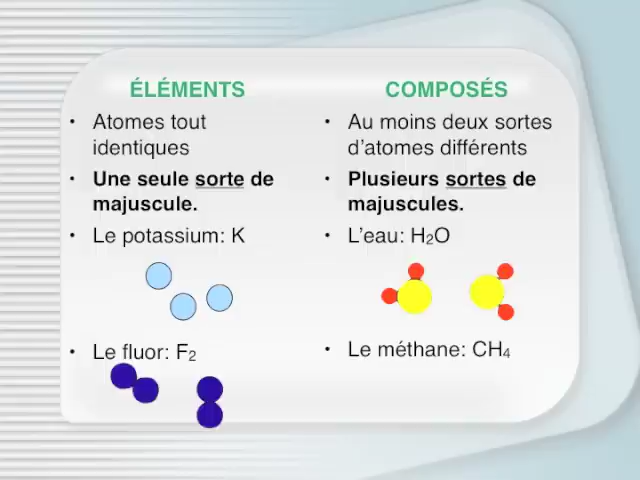 ÉLÉMENTS
• Atomes tout
identiques
• Une seule sorte de
majuscule.
• Le potassium: K
• Le fluor: F₂
COMPOSÉS
• Au moins deux sortes
d'atomes différents
• Plusieurs sortes de
majuscules.
• L'eau: H₂O
• Le méthane: CH₄